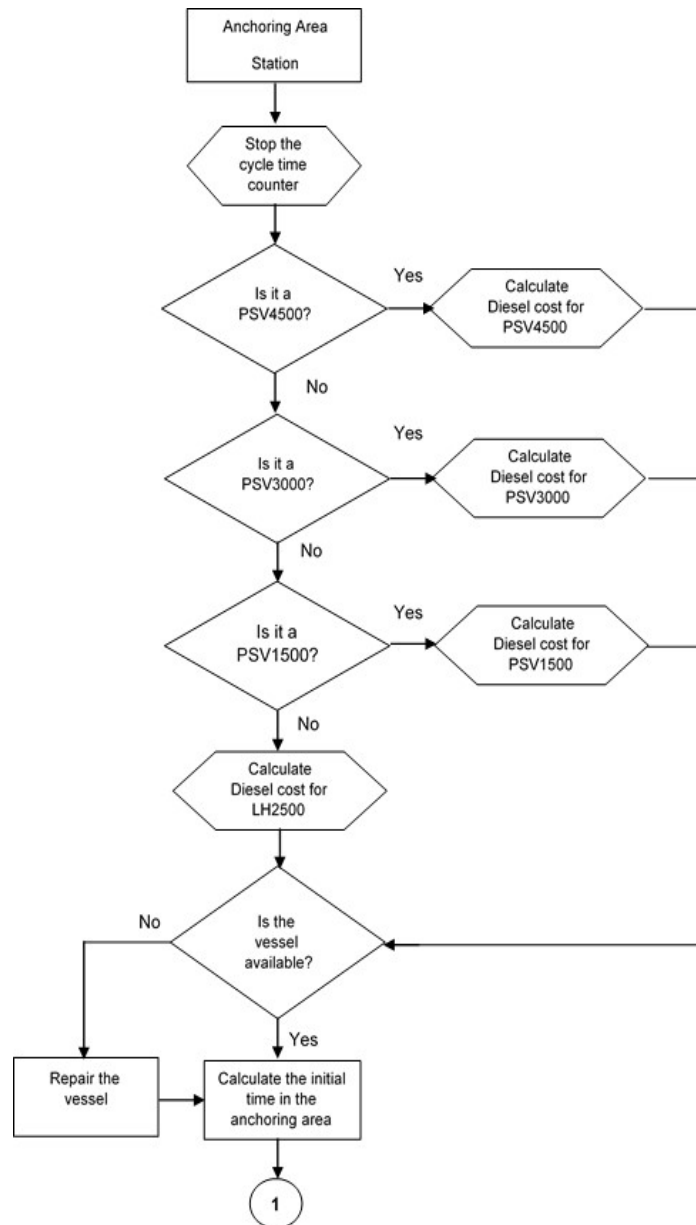 Anchoring Area
Station
Stop the
cycle time
counter
Is it a
PSV4500?
Yes
Calculate
Diesel cost for
PSV4500
No
Is it a
PSV3000?
Yes
Calculate
Diesel cost for
PSV3000
No
Is it a
PSV1500?
Yes
Calculate
Diesel cost for
PSV1500
No
Calculate
Diesel cost for
LH2500
Is the
vessel
available?
No
Yes
Repair the
vessel
Calculate the initial
time in the
anchoring area
1